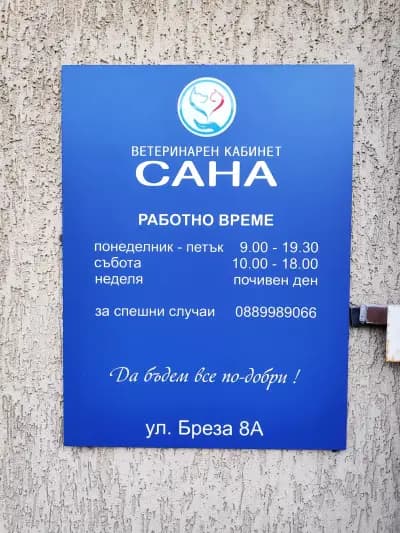 ВЕТЕРИНАРЕН КАБИНЕТ
САНА
РАБОТНО ВРЕМЕ
понеделник - петък 9.00 - 19.30
събота 10.00 - 18.00
неделя почивен ден
за спешни случаи 0889989066
Да бъдем все по-добри !
ул. Бреза 8А